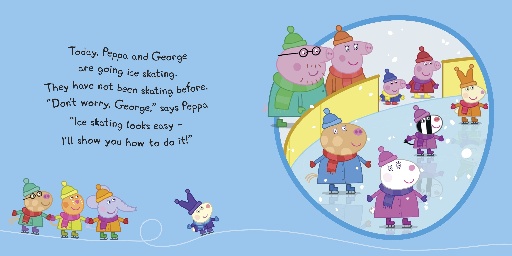 Today, Peppa and George
are going ice skating.
They have not been skating before.
"Don't worry, George," says Peppa
"Ice skating looks easy –
I'll show you how to do it!"